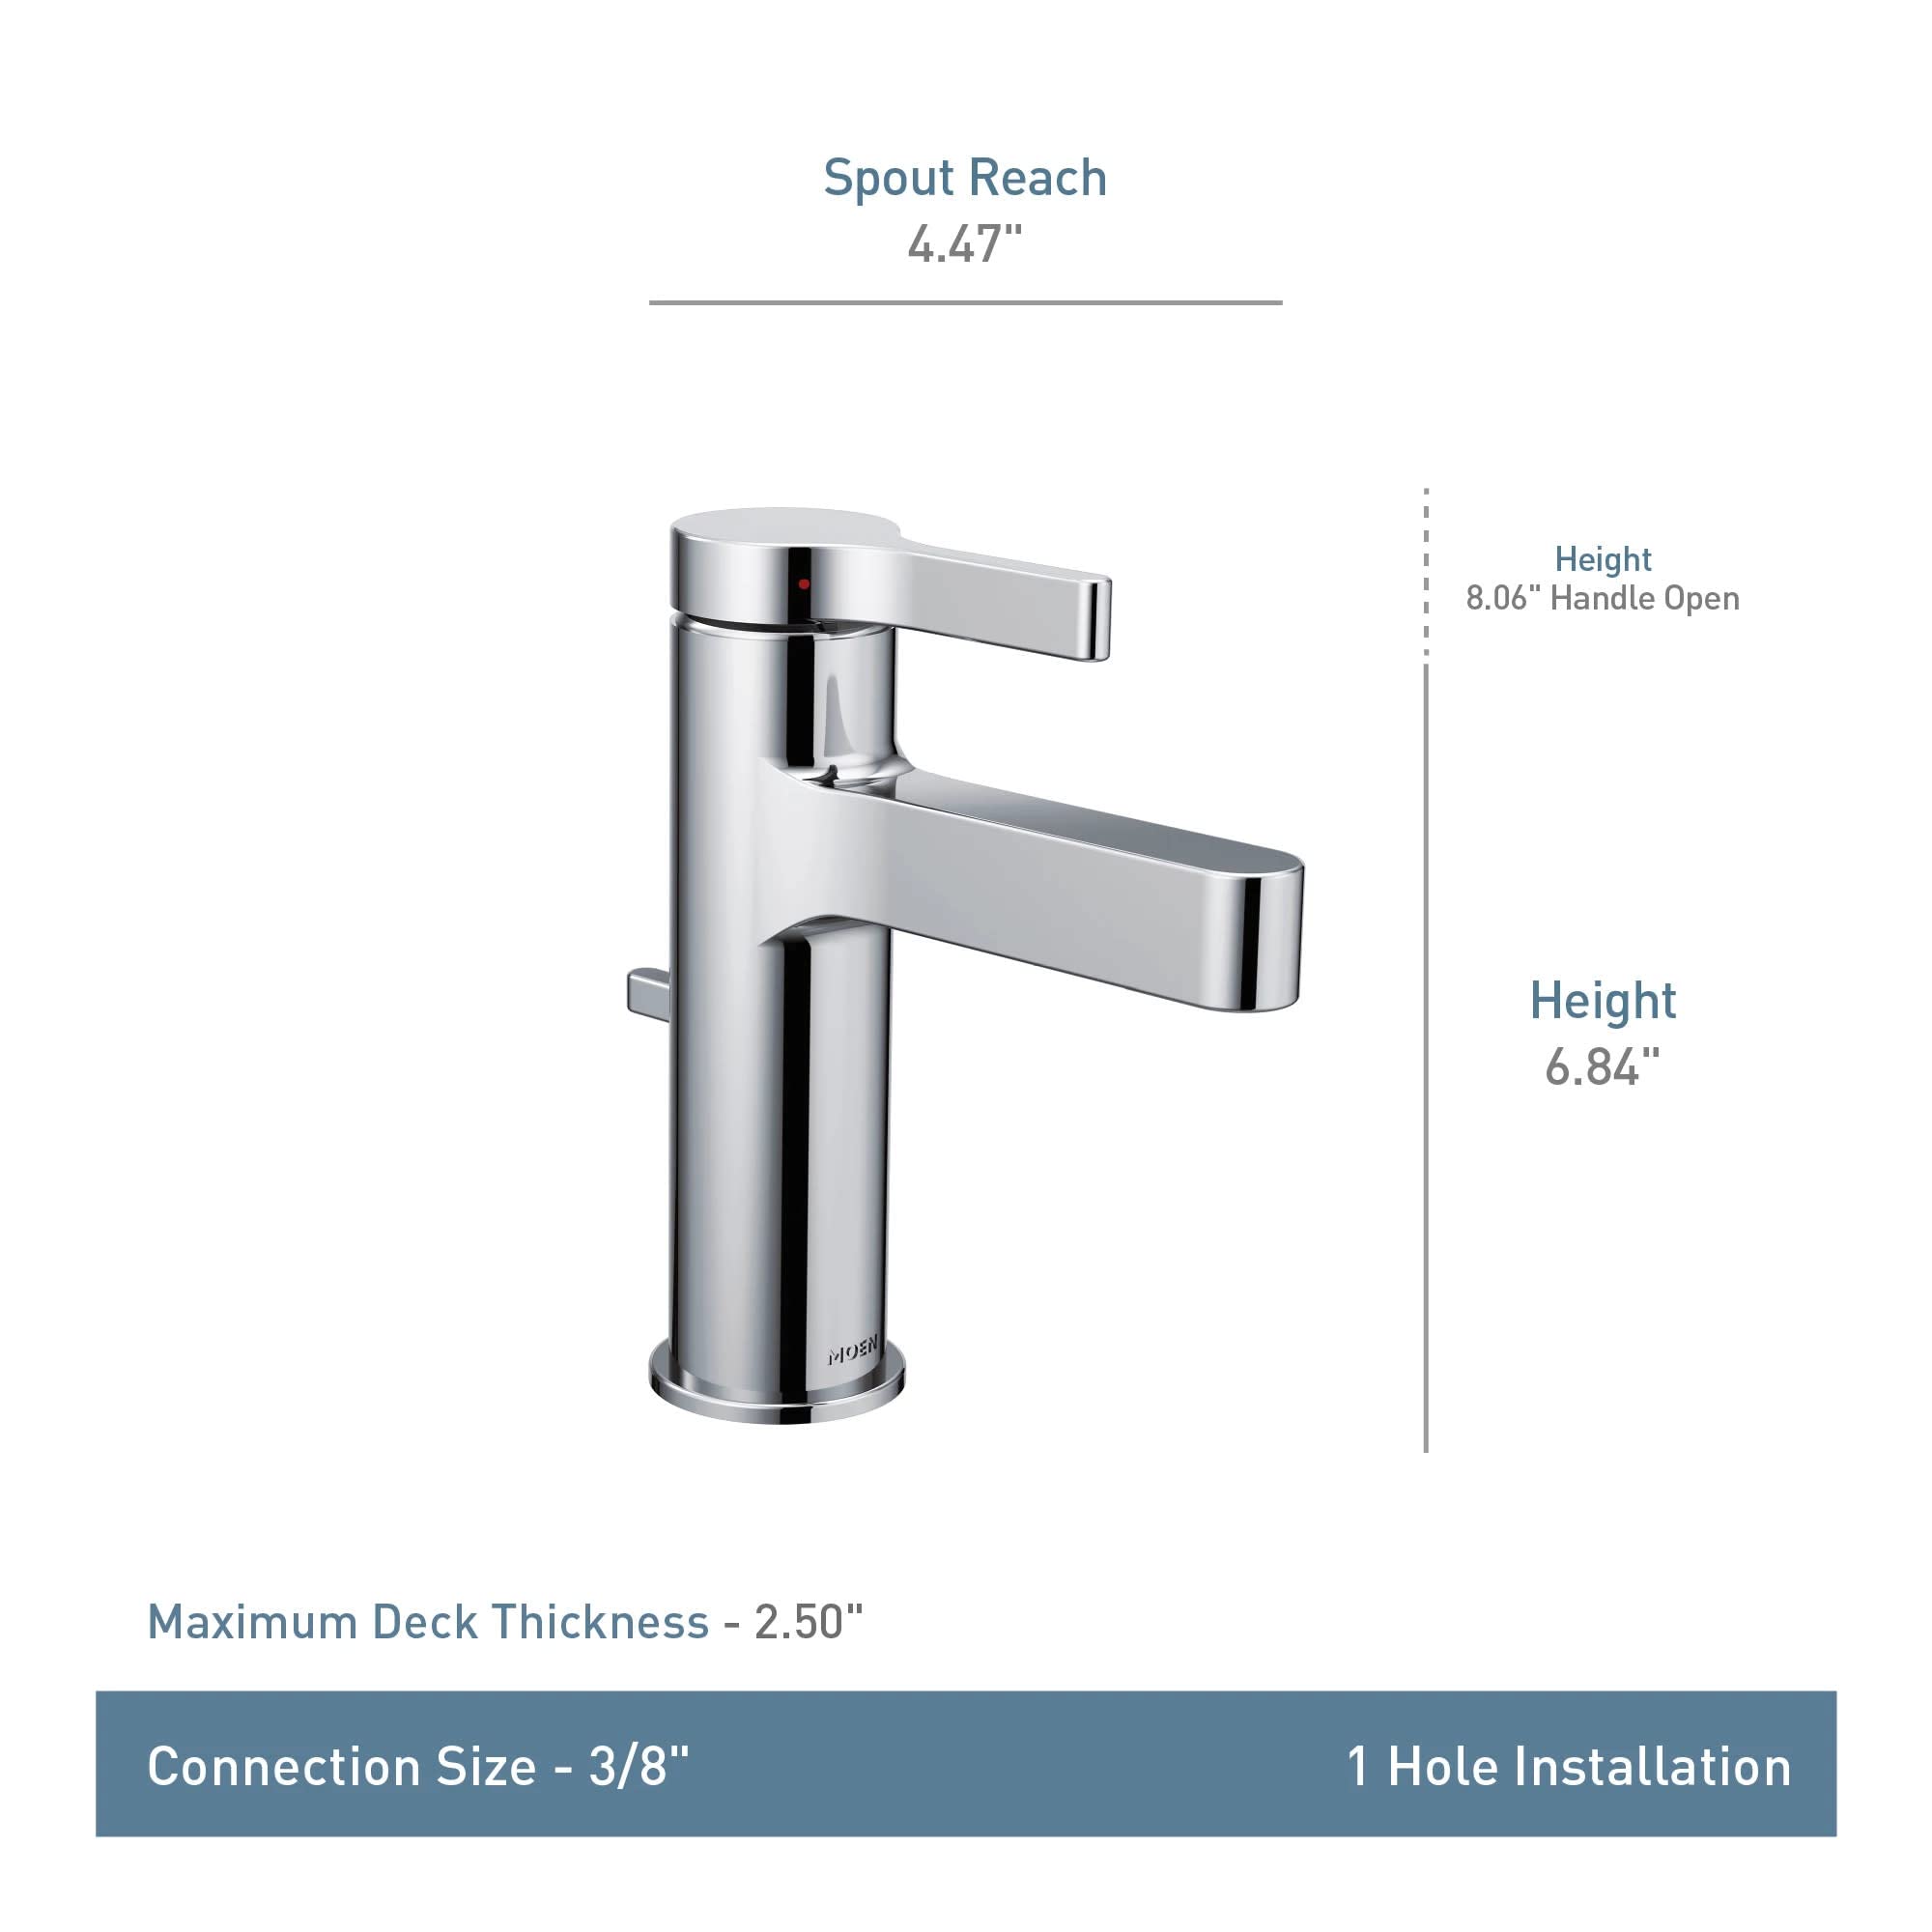 Spout Reach
4.47"
Height
8.06" Handle Open
Height
6.84"
MOEN
Maximum Deck Thickness - 2.50"
Connection Size - 3/8"
1 Hole Installation